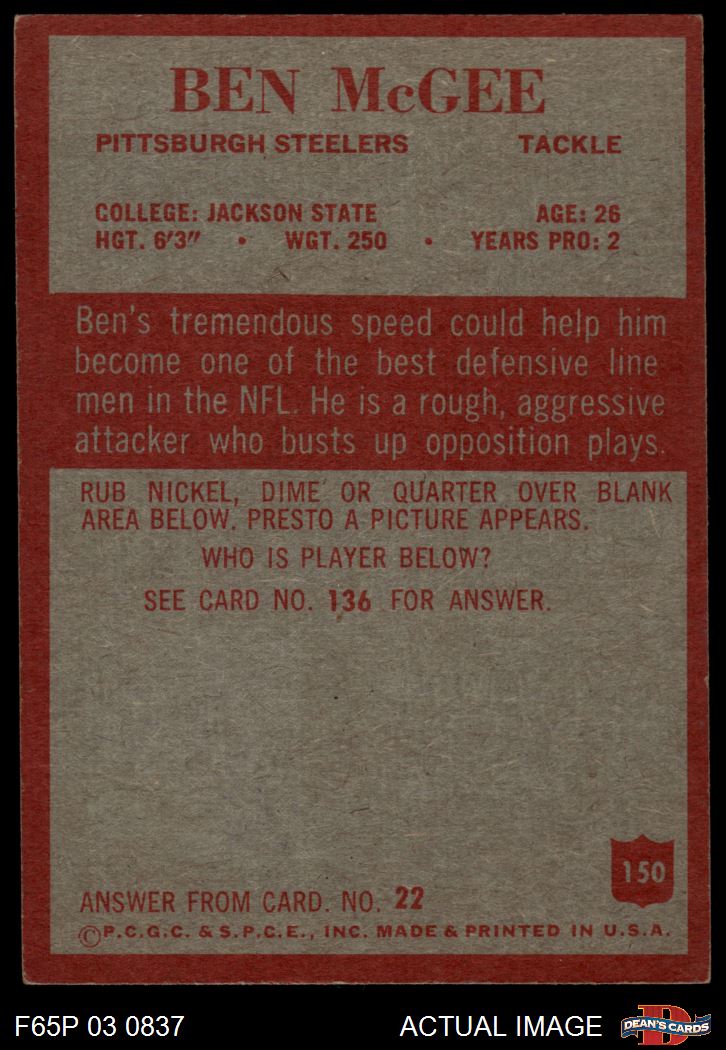 BEN McGEE
PITTSBURGH STEELERS TACKLE
COLLEGE: JACKSON STATE AGE: 26
HGT. 6'3" • WGT. 250 • YEARS PRO: 2
Ben's tremendous speed could help him
become one of the best defensive line
men in the NFL. He is a rough, aggressive
attacker who busts up opposition plays.
RUB NICKEL, DIME OR QUARTER OVER BLANK
AREA BELOW. PRESTO A PICTURE APPEARS.
WHO IS PLAYER BELOW?
SEE CARD NO. 136 FOR ANSWER.
150
ANSWER FROM CARD. NO. 22
©P.C.G.C. & S.P.C.E., INC. MADE & PRINTED IN U.S.A.
F65P 03 0837 ACTUAL IMAGE D DEAN'S CARDS